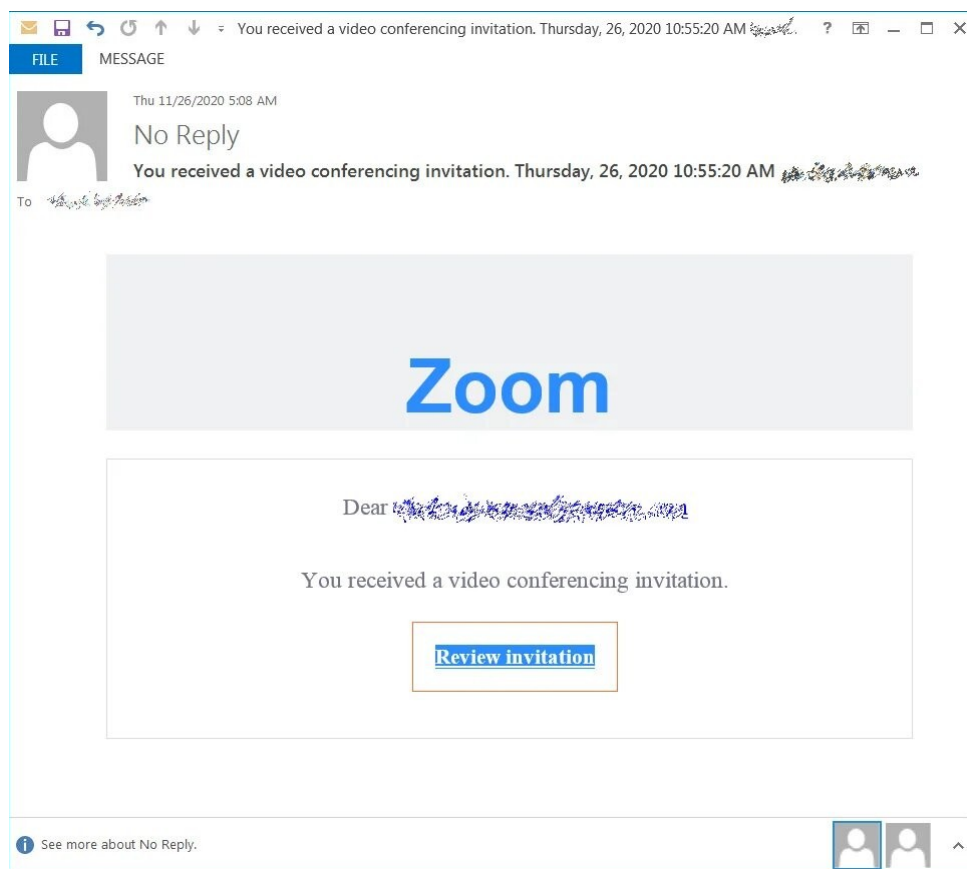 You received a video conferencing invitation. Thursday, 26, 2020 10:55:20 AM
FILE MESSAGE
Thu 11/26/2020 5:08 AM
No Reply
You received a video conferencing invitation. Thursday, 26, 2020 10:55:20 AM
To
Zoom
Dear
You received a video conferencing invitation.
Review invitation
See more about No Reply.